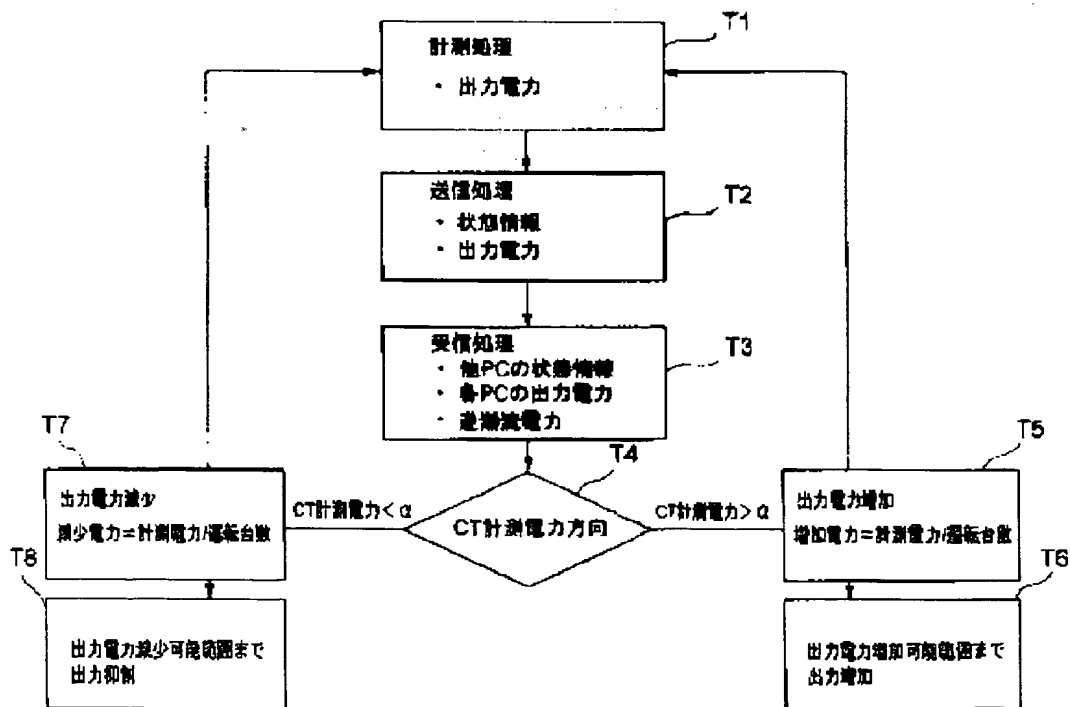 T1
計測処理
・ 出力電力
T2
送信処理
・ 状態情報
・ 出力電力
T3
受信処理
・ 他PCの状態情報
・ 各PCの出力電力
・ 逆潮流電力
T4
CT計測電力方向
CT計測電力<α
CT計測電力>α
T7
出力電力減少
減少電力=計測電力/運転台数
T8
出力電力減少可能範囲まで
出力抑制
T5
出力電力増加
増加電力=計測電力/運転台数
T6
出力電力増加可能範囲まで
出力増加